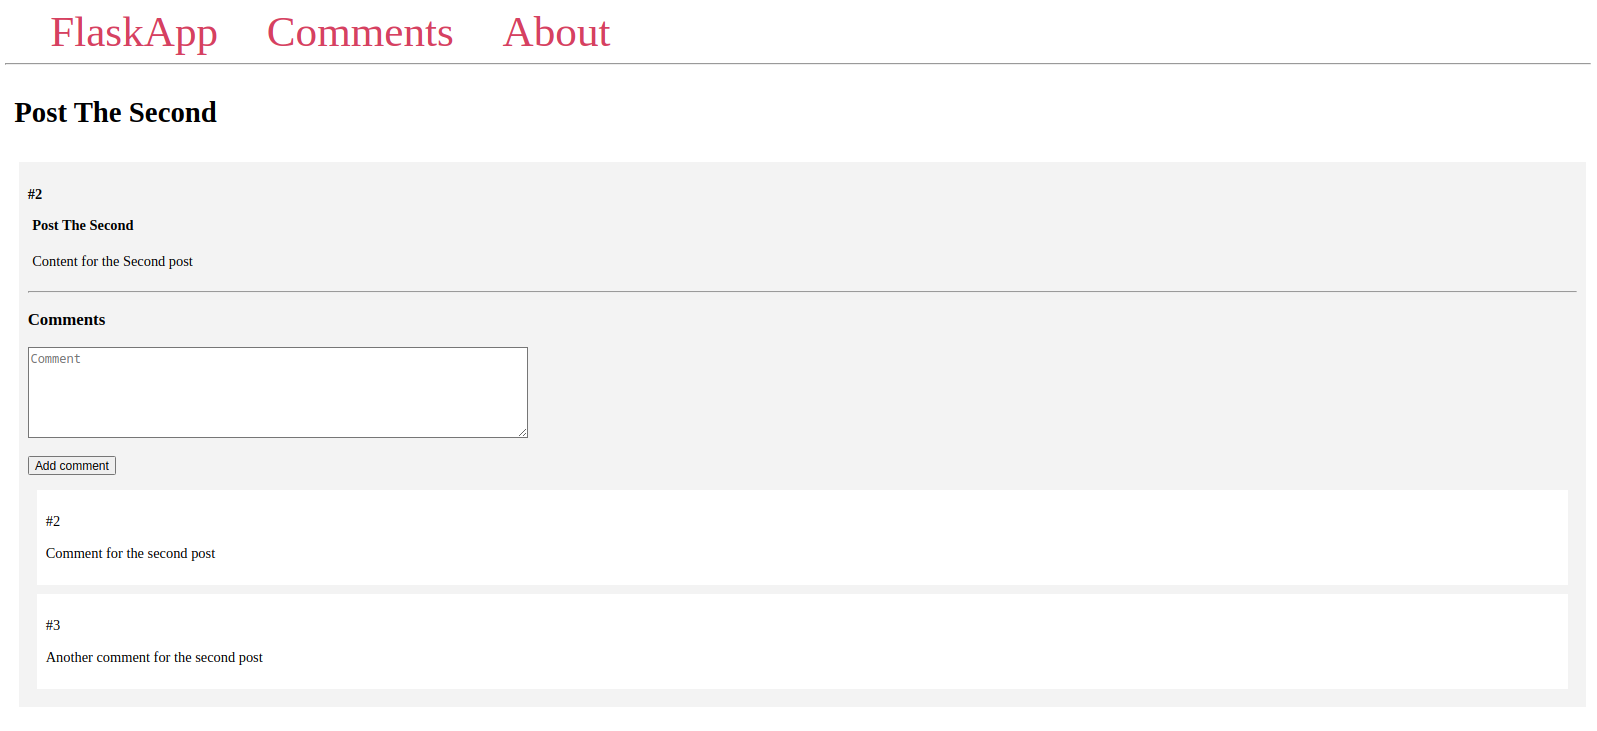 FlaskApp Comments About
Post The Second
#2
Post The Second
Content for the Second post
Comments
Comment
Add comment
#2
Comment for the second post
#3
Another comment for the second post